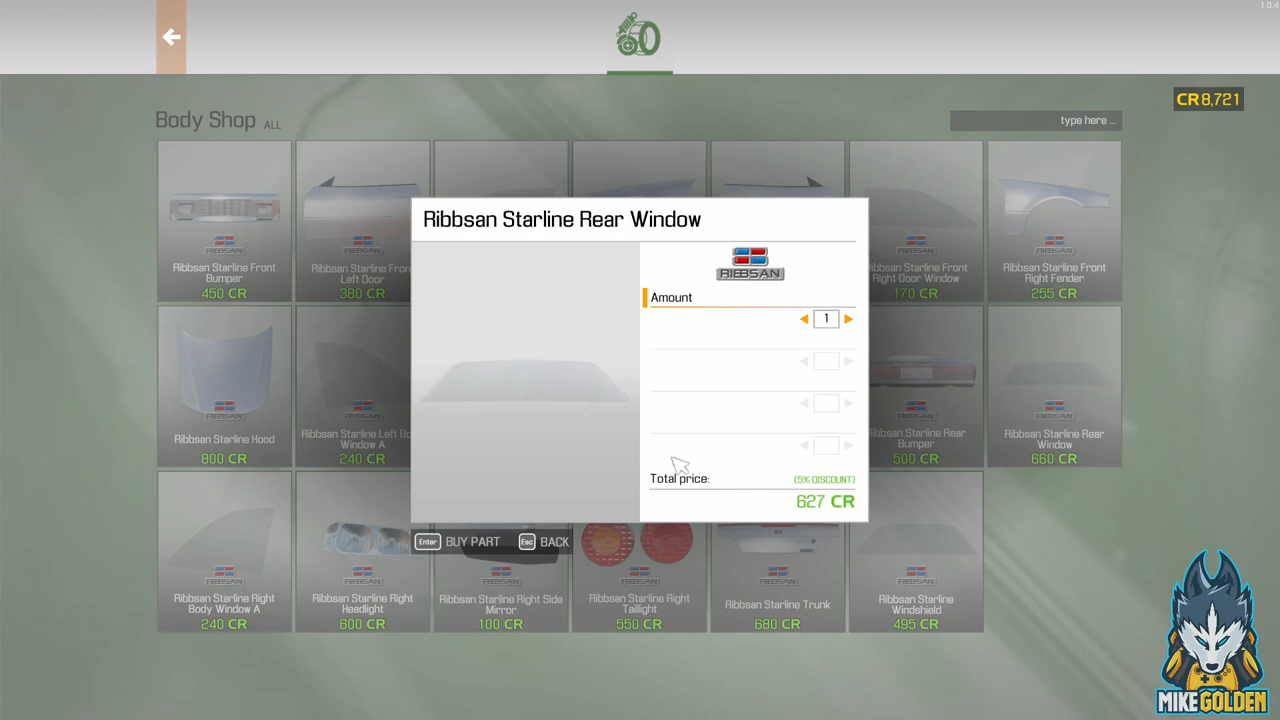 1.0.4
CR 8,721
Body Shop ALL
type here ...
RIBBSAN
Ribbsan Starline Front
Bumper
450 CR
RIBBSAN
Ribbsan Starline Front
Left Door
380 CR
RIBBSAN
Ribbsan Starline Front
Right Door Window
170 CR
RIBBSAN
Ribbsan Starline Front
Right Fender
255 CR
Ribbsan Starline Rear Window
RIBBSAN
Amount
1
Total price:
(5% DISCOUNT)
627 CR
Enter BUY PART Esc BACK
RIBBSAN
Ribbsan Starline Hood
800 CR
RIBBSAN
Ribbsan Starline Left
Window A
240 CR
RIBBSAN
Ribbsan Starline Rear
Bumper
500 CR
RIBBSAN
Ribbsan Starline Rear
Window
660 CR
RIBBSAN
Ribbsan Starline Right
Body Window A
240 CR
RIBBSAN
Ribbsan Starline Right
Headlight
600 CR
RIBBSAN
Ribbsan Starline Right Side
Mirror
100 CR
RIBBSAN
Ribbsan Starline Right
Taillight
550 CR
RIBBSAN
Ribbsan Starline Trunk
680 CR
RIBBSAN
Ribbsan Starline
Windshield
495 CR
MIKEGOLDEN